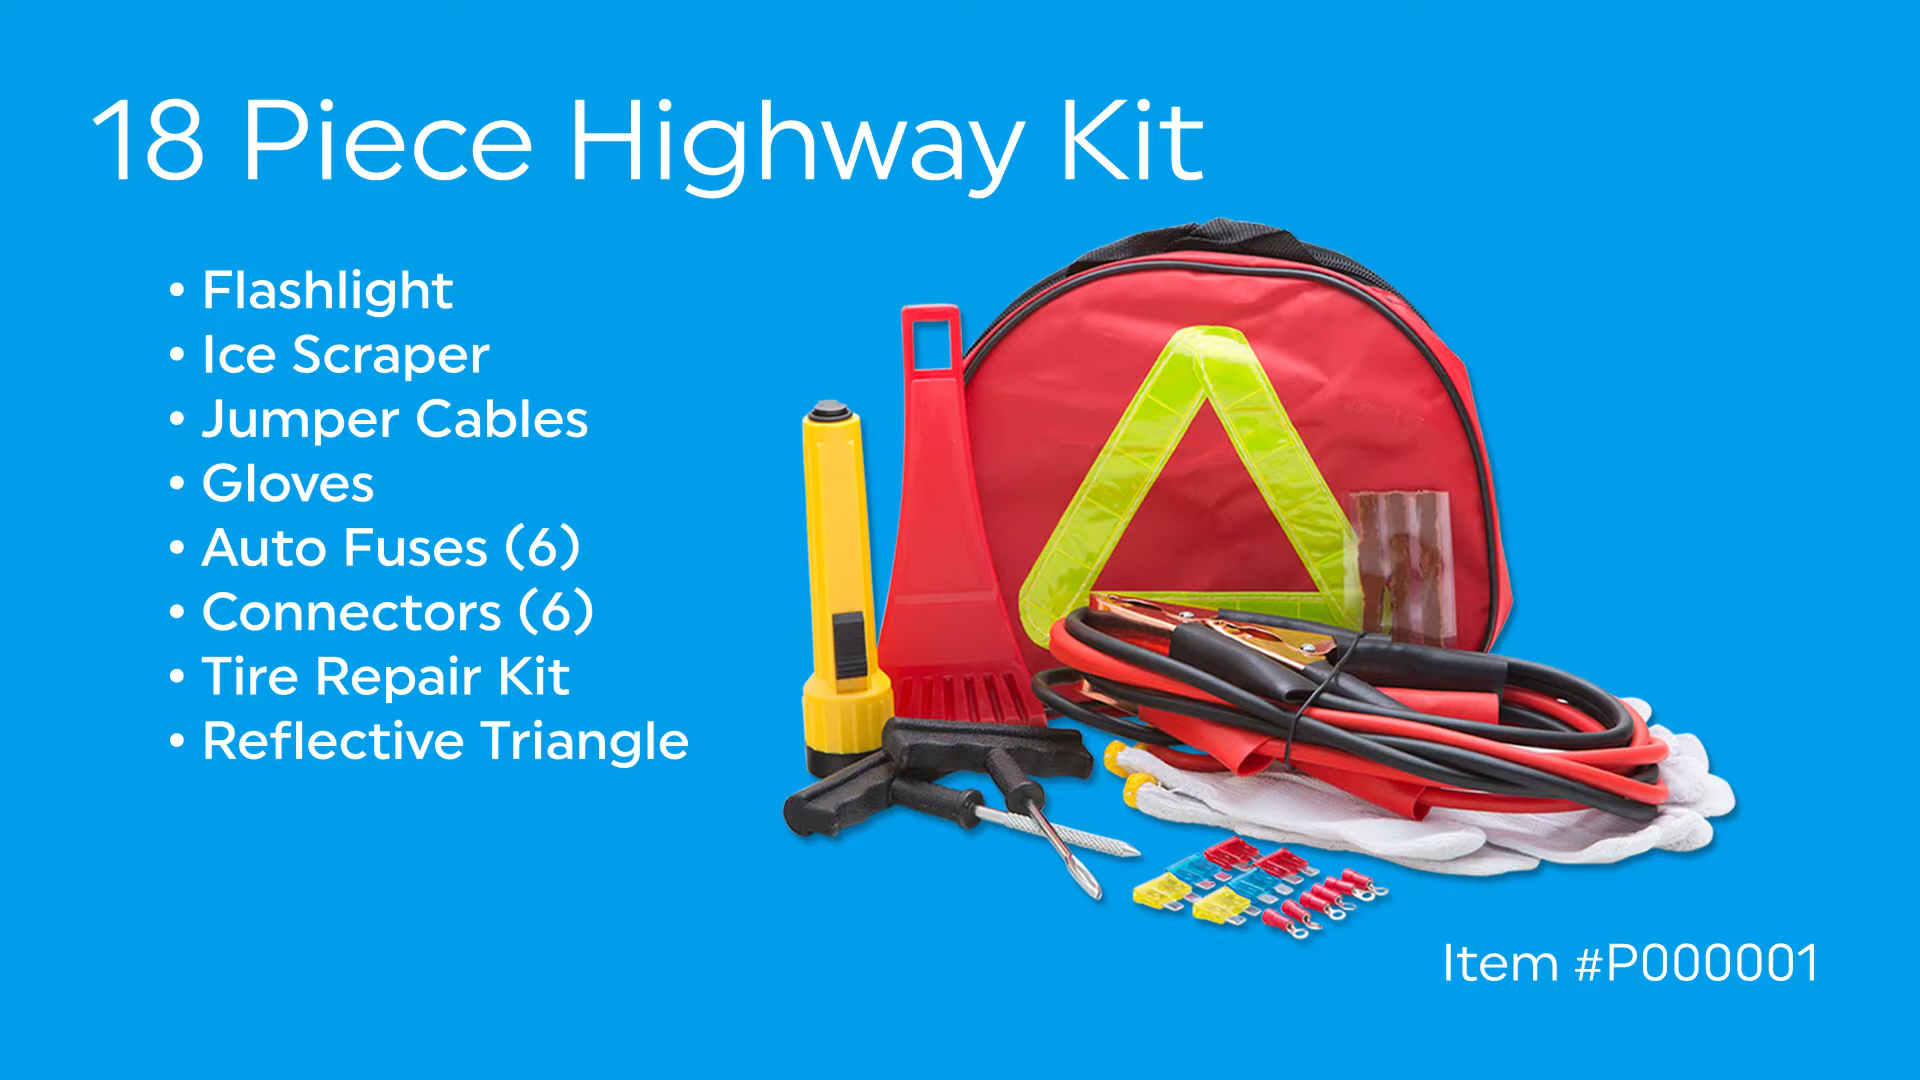 18 Piece Highway Kit
• Flashlight
• Ice Scraper
• Jumper Cables
• Gloves
• Auto Fuses (6)
• Connectors (6)
• Tire Repair Kit
• Reflective Triangle
Item #P000001